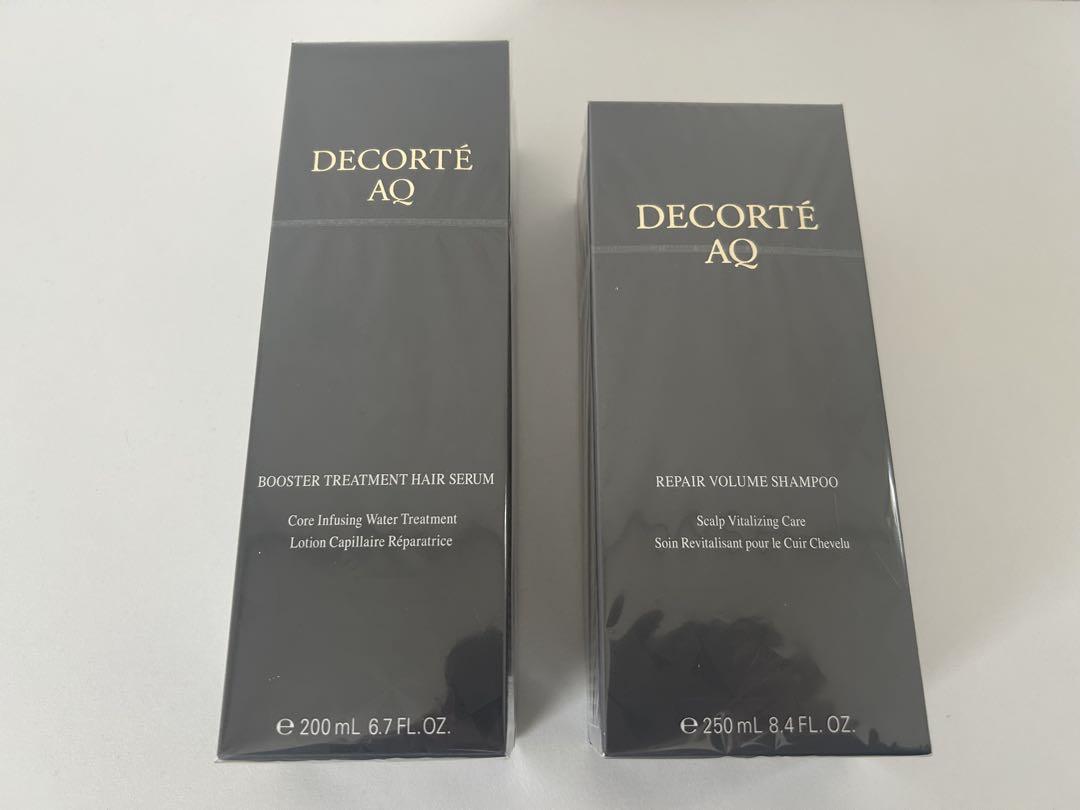 DECORTÉ
AQ
BOOSTER TREATMENT HAIR SERUM
Core Infusing Water Treatment
Lotion Capillaire Réparatrice
℮ 200 mL 6.7 FL. OZ.
DECORTÉ
AQ
REPAIR VOLUME SHAMPOO
Scalp Vitalizing Care
Soin Revitalisant pour le Cuir Chevelu
℮ 250 mL 8.4 FL. OZ.